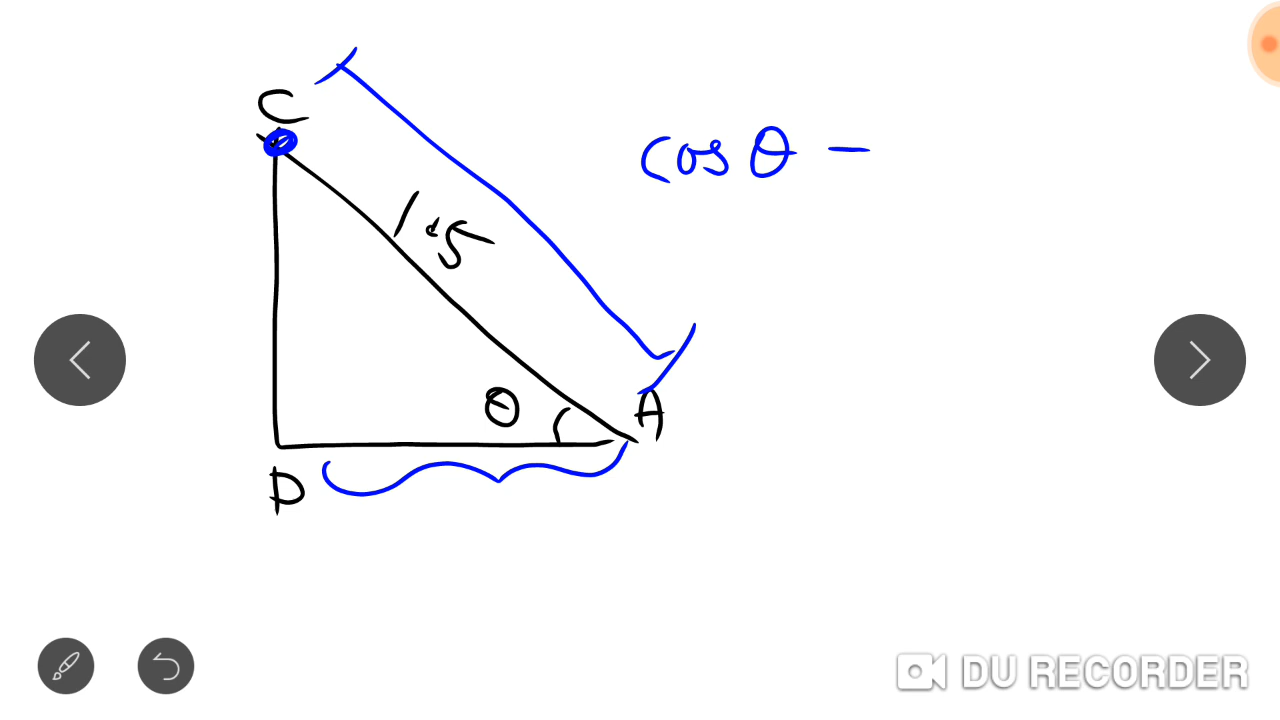 C
cos θ –
1.5
θ
A
D
DU RECORDER